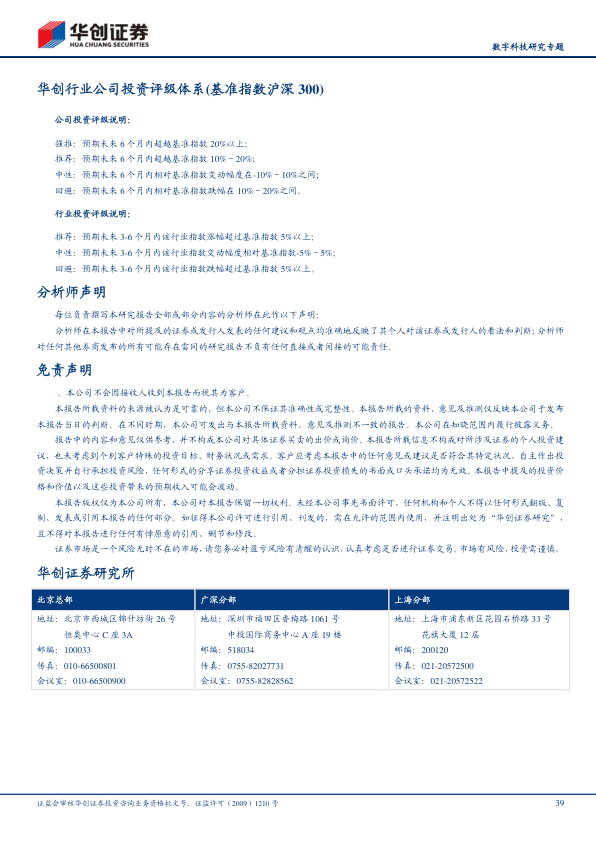 华创证券
HUA CHUANG SECURITIES
数字科技研究专题
华创行业公司投资评级体系(基准指数沪深 300)
公司投资评级说明：
强推：预期未来 6 个月内超越基准指数 20%以上；
推荐：预期未来 6 个月内超越基准指数 10%－20%；
中性：预期未来 6 个月内相对基准指数变动幅度在-10%－10%之间；
回避：预期未来 6 个月内相对基准指数跌幅在 10%－20%之间。
行业投资评级说明：
推荐：预期未来 3-6 个月内该行业指数涨幅超过基准指数 5%以上；
中性：预期未来 3-6 个月内该行业指数变动幅度相对基准指数-5%－5%；
回避：预期未来 3-6 个月内该行业指数跌幅超过基准指数 5%以上。
分析师声明
每位负责撰写本研究报告全部或部分内容的分析师在此作以下声明：
分析师在本报告中对所提及的证券或发行人发表的任何建议和观点均准确地反映了其个人对该证券或发行人的看法和判断；分析师
对任何其他券商发布的所有可能存在雷同的研究报告不负有任何直接或者间接的可能责任。
免责声明
。本公司不会因接收人收到本报告而视其为客户。
本报告所载资料的来源被认为是可靠的，但本公司不保证其准确性或完整性。本报告所载的资料、意见及推测仅反映本公司于发布
本报告当日的判断。在不同时期，本公司可发出与本报告所载资料、意见及推测不一致的报告。本公司在知晓范围内履行披露义务。
报告中的内容和意见仅供参考，并不构成本公司对具体证券买卖的出价或询价。本报告所载信息不构成对所涉及证券的个人投资建
议，也未考虑到个别客户特殊的投资目标、财务状况或需求。客户应考虑本报告中的任何意见或建议是否符合其特定状况，自主作出投
资决策并自行承担投资风险，任何形式的分享证券投资收益或者分担证券投资损失的书面或口头承诺均为无效。本报告中提及的投资价
格和价值以及这些投资带来的预期收入可能会波动。
本报告版权仅为本公司所有，本公司对本报告保留一切权利。未经本公司事先书面许可，任何机构和个人不得以任何形式翻版、复
制、发表或引用本报告的任何部分。如征得本公司许可进行引用、刊发的，需在允许的范围内使用，并注明出处为“华创证券研究”，
且不得对本报告进行任何有悖原意的引用、删节和修改。
证券市场是一个风险无时不在的市场，请您务必对盈亏风险有清醒的认识，认真考虑是否进行证券交易。市场有风险，投资需谨慎。
华创证券研究所
北京总部 广深分部 上海分部
地址：北京市西城区锦什坊街 26 号 地址：深圳市福田区香梅路 1061 号 地址：上海市浦东新区花园石桥路 33 号
恒奥中心 C 座 3A 中投国际商务中心 A 座 19 楼 花旗大厦 12 层
邮编：100033 邮编：518034 邮编：200120
传真：010-66500801 传真：0755-82027731 传真：021-20572500
会议室：010-66500900 会议室：0755-82828562 会议室：021-20572522
证监会审核华创证券投资咨询业务资格批文号：证监许可（2009）1210 号 39